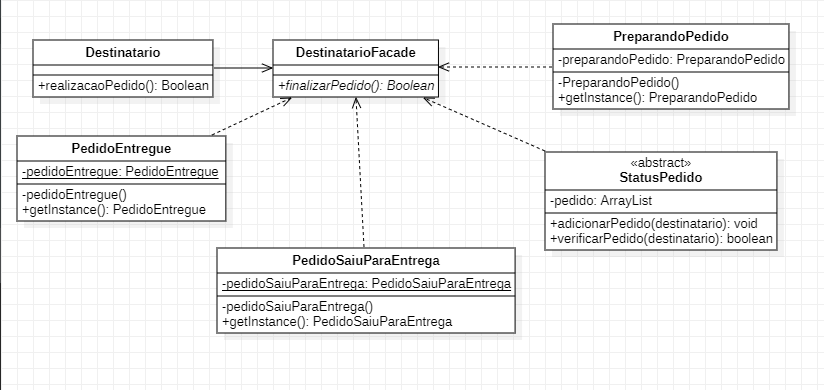 Destinatario
+realizacaoPedido(): Boolean
DestinatarioFacade
+finalizarPedido(): Boolean
PreparandoPedido
-preparandoPedido: PreparandoPedido
-PreparandoPedido()
+getInstance(): PreparandoPedido
PedidoEntregue
-pedidoEntregue: PedidoEntregue
-pedidoEntregue()
+getInstance(): PedidoEntregue
«abstract»
StatusPedido
-pedido: ArrayList
+adicionarPedido(destinatario): void
+verificarPedido(destinatario): boolean
PedidoSaiuParaEntrega
-pedidoSaiuParaEntrega: PedidoSaiuParaEntrega
-pedidoSaiuParaEntrega()
+getInstance(): PedidoSaiuParaEntrega